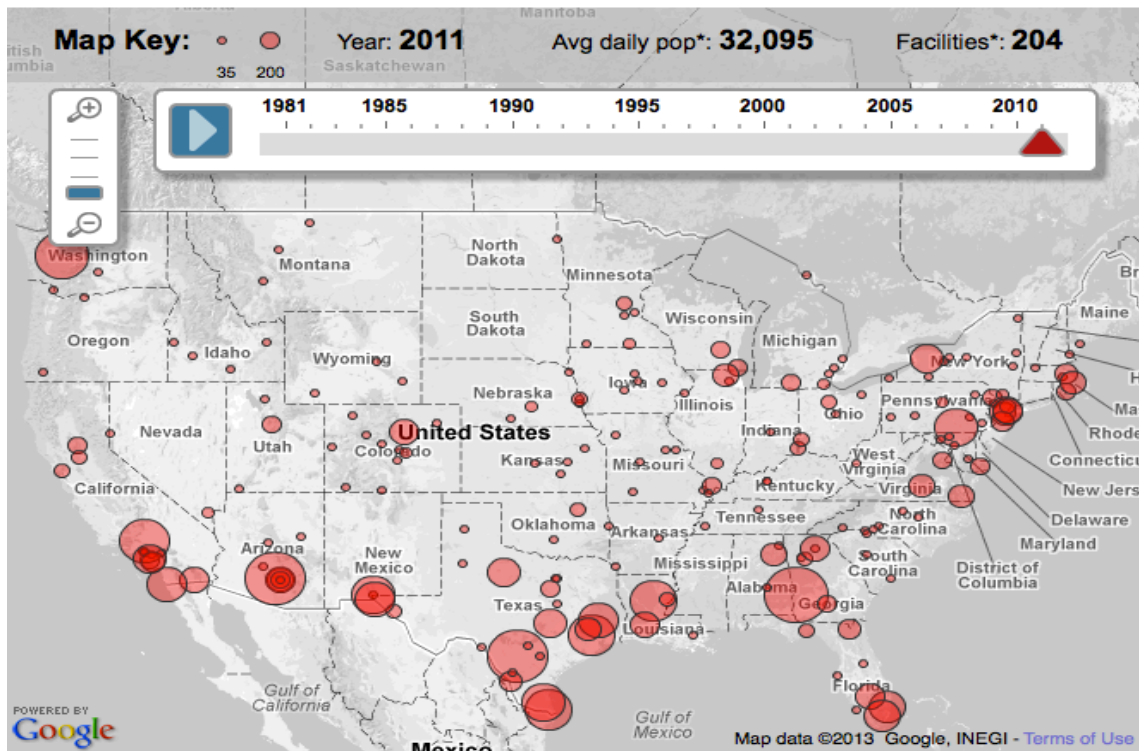 Manitoba
Map Key:
35
200
Year: 2011
Saskatchewan
Avg daily pop*: 32,095
Facilities*: 204
1981 1985 1990 1995 2000 2005 2010
Washington
Montana
North
Dakota
Minnesota
Oregon
Idaho
Wyoming
South
Dakota
Wisconsin
Michigan
Maine
New York
Nebraska
Iowa
Illinois
Indiana
Ohio
Pennsylvania
Nevada
Utah
Colorado
United States
Kansas
Missouri
West
Virginia
Virginia
Kentucky
Rhode
Connecticu
New Jers
Delaware
Maryland
District of
Columbia
California
Arizona
New
Mexico
Oklahoma
Arkansas
Tennessee
North
Carolina
South
Carolina
Mississippi
Alabama
Georgia
Texas
Louisiana
Florida
Gulf of
California
Gulf of
Mexico
Mexico
POWERED BY
Google
Map data ©2013 Google, INEGI - Terms of Use